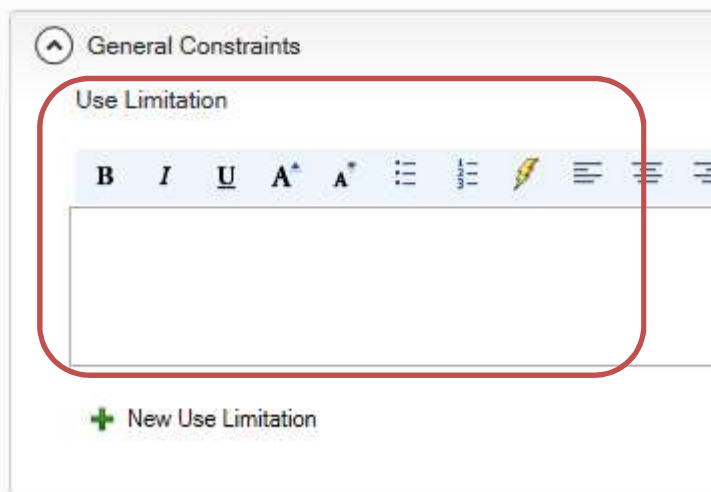 General Constraints
Use Limitation
B I U A A
New Use Limitation